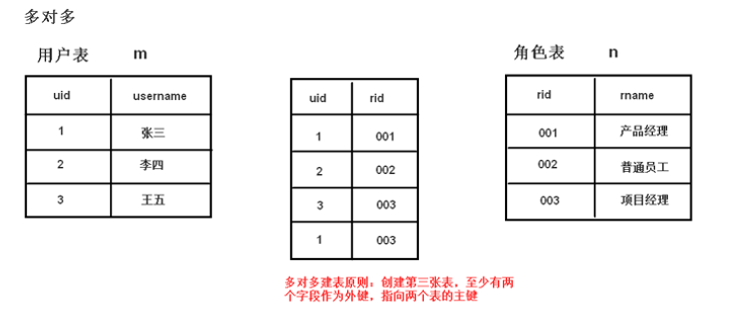 多对多
用户表 m
角色表 n
uid username
1 张三
2 李四
3 王五
uid rid
1 001
2 002
3 003
1 003
rid rname
001 产品经理
002 普通员工
003 项目经理
多对多建表原则：创建第三张表，至少有两
个字段作为外键，指向两个表的主键